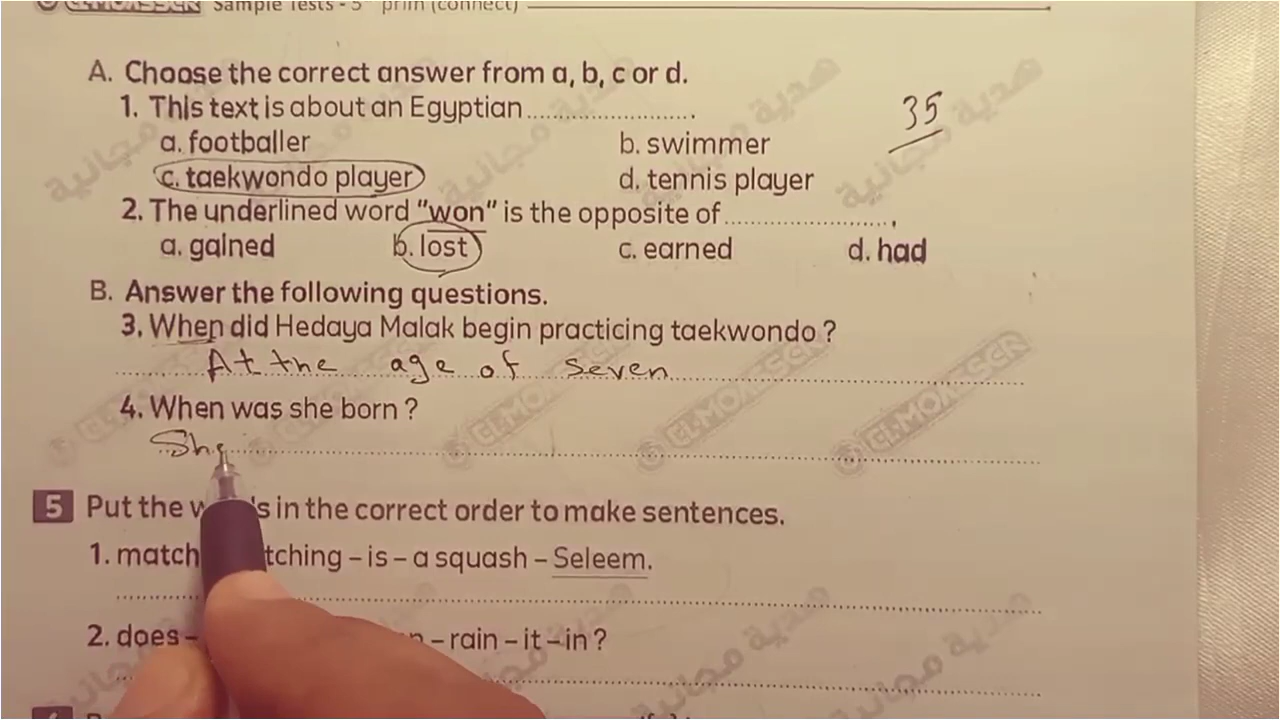 Sample Tests - 5 prim (connect)
A. Choose the correct answer from a, b, c or d.
1. This text is about an Egyptian........................
35
a. footballer b. swimmer
c. taekwondo player d. tennis player
2. The underlined word "won" is the opposite of........................
a. gained b. lost c. earned d. had
B. Answer the following questions.
3. When did Hedaya Malak begin practicing taekwondo ?
At the age of seven
4. When was she born ?
She
5 Put the in the correct order to make sentences.
1. match – is – a squash – Seleem.
2. does – – rain – it – in ?
هدية مجانية
EL-MOASSER